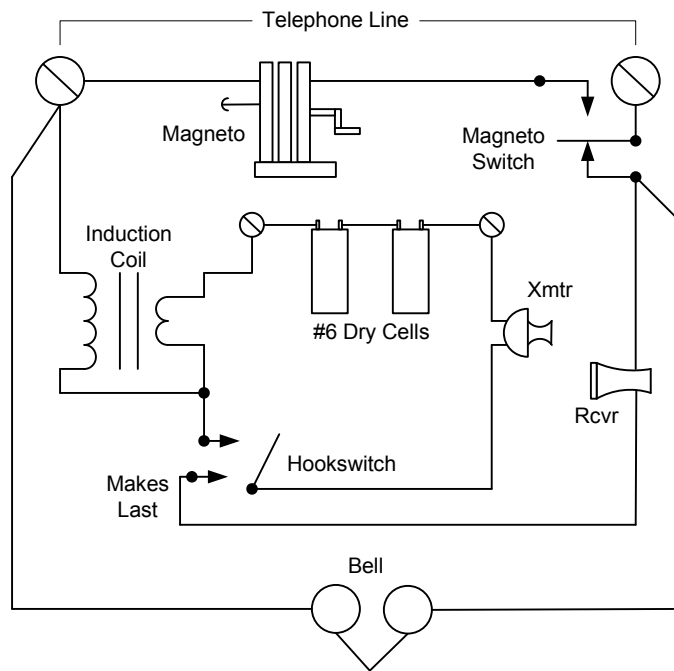 Telephone Line
Magneto
Magneto
Switch
Induction
Coil
Xmtr
#6 Dry Cells
Rcvr
Hookswitch
Makes
Last
Bell